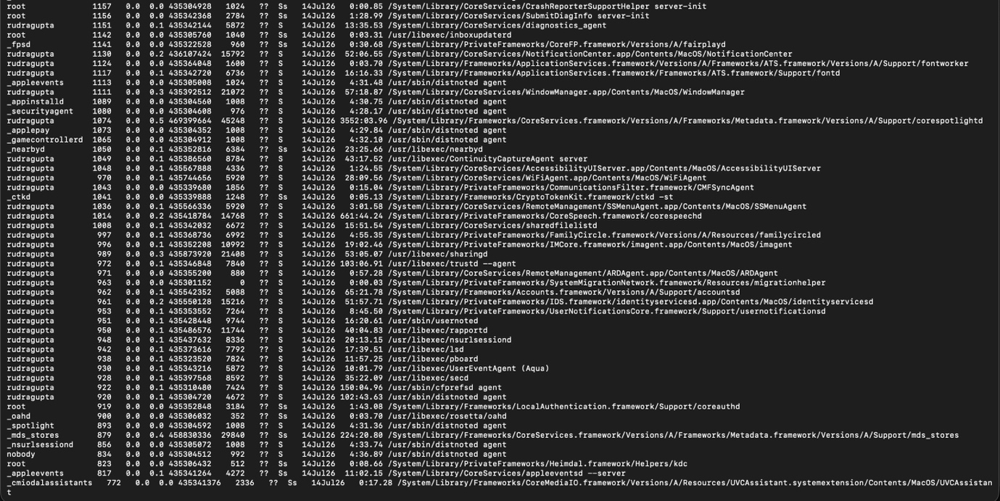 root 1157 0.0 0.0 435304928 1024 ?? Ss 14Jul26 0:00.85 /System/Library/CoreServices/CrashReporterSupportHelper server-init
root 1156 0.0 0.0 435342368 2784 ?? Ss 14Jul26 1:28.99 /System/Library/CoreServices/SubmitDiagInfo server-init
rudragupta 1151 0.0 0.1 435342144 5872 ?? S 14Jul26 13:35.53 /System/Library/CoreServices/diagnostics_agent
root 1142 0.0 0.0 435305760 1040 ?? Ss 14Jul26 0:03.31 /usr/libexec/inboxupdaterd
_fpsd 1141 0.0 0.0 435322528 960 ?? Ss 14Jul26 0:30.68 /System/Library/PrivateFrameworks/CoreFP.framework/Versions/A/fairplayd
rudragupta 1130 0.0 0.2 436107424 15792 ?? S 14Jul26 52:06.55 /System/Library/CoreServices/NotificationCenter.app/Contents/MacOS/NotificationCenter
rudragupta 1124 0.0 0.0 435364048 1600 ?? S 14Jul26 0:03.70 /System/Library/Frameworks/ApplicationServices.framework/Versions/A/Frameworks/ATS.framework/Versions/A/Support/fontworker
rudragupta 1117 0.0 0.1 435342720 6736 ?? S 14Jul26 16:16.33 /System/Library/Frameworks/ApplicationServices.framework/Frameworks/ATS.framework/Support/fontd
_appleevents 1113 0.0 0.0 435305008 1024 ?? S 14Jul26 4:31.48 /usr/sbin/distnoted agent
rudragupta 1111 0.0 0.3 435392512 21072 ?? S 14Jul26 57:18.87 /System/Library/CoreServices/WindowManager.app/Contents/MacOS/WindowManager
_appinstalld 1089 0.0 0.0 435304560 1008 ?? S 14Jul26 4:30.75 /usr/sbin/distnoted agent
_securityagent 1080 0.0 0.0 435304608 976 ?? S 14Jul26 4:28.17 /usr/sbin/distnoted agent
rudragupta 1074 0.0 0.5 469399664 45248 ?? S 14Jul26 3552:03.96 /System/Library/Frameworks/CoreServices.framework/Versions/A/Frameworks/Metadata.framework/Versions/A/Support/corespotlightd
_applepay 1073 0.0 0.0 435304352 1008 ?? S 14Jul26 4:29.84 /usr/sbin/distnoted agent
_gamecontrollerd 1065 0.0 0.0 435304912 1008 ?? S 14Jul26 4:32.10 /usr/sbin/distnoted agent
_nearbyd 1050 0.0 0.1 435352816 6384 ?? Ss 14Jul26 23:25.66 /usr/libexec/nearbyd
rudragupta 1049 0.0 0.1 435386560 8784 ?? S 14Jul26 43:17.52 /usr/libexec/ContinuityCaptureAgent server
rudragupta 1048 0.0 0.1 435567888 4336 ?? S 14Jul26 1:24.55 /System/Library/CoreServices/AccessibilityUIServer.app/Contents/MacOS/AccessibilityUIServer
rudragupta 970 0.0 0.1 435744656 5920 ?? S 14Jul26 28:09.56 /System/Library/CoreServices/WiFiAgent.app/Contents/MacOS/WiFiAgent
rudragupta 1043 0.0 0.0 435339680 1856 ?? S 14Jul26 0:15.04 /System/Library/PrivateFrameworks/CommunicationsFilter.framework/CMFSyncAgent
_ctkd 1041 0.0 0.0 435339888 1248 ?? Ss 14Jul26 0:05.13 /System/Library/Frameworks/CryptoTokenKit.framework/ctkd -st
rudragupta 1036 0.0 0.1 435566336 5920 ?? S 14Jul26 3:01.58 /System/Library/CoreServices/RemoteManagement/SSMenuAgent.app/Contents/MacOS/SSMenuAgent
rudragupta 1014 0.0 0.2 435418784 14768 ?? S 14Jul26 661:44.24 /System/Library/PrivateFrameworks/CoreSpeech.framework/corespeechd
rudragupta 1008 0.0 0.1 435342032 6672 ?? S 14Jul26 15:51.54 /System/Library/CoreServices/sharedfilelistd
rudragupta 997 0.0 0.1 435368736 6992 ?? S 14Jul26 4:55.35 /System/Library/PrivateFrameworks/FamilyCircle.framework/Versions/A/Resources/familycircled
rudragupta 996 0.0 0.1 435352208 10992 ?? S 14Jul26 19:02.46 /System/Library/PrivateFrameworks/IMCore.framework/imagent.app/Contents/MacOS/imagent
rudragupta 989 0.0 0.3 435873920 21408 ?? S 14Jul26 53:05.07 /usr/libexec/sharingd
rudragupta 972 0.0 0.1 435346848 7840 ?? S 14Jul26 103:06.91 /usr/libexec/trustd --agent
rudragupta 971 0.0 0.0 435355200 880 ?? S 14Jul26 0:57.28 /System/Library/CoreServices/RemoteManagement/ARDAgent.app/Contents/MacOS/ARDAgent
rudragupta 963 0.0 0.0 435301152 0 ?? S 14Jul26 0:00.03 /System/Library/PrivateFrameworks/SystemMigrationNetwork.framework/Resources/migrationhelper
rudragupta 962 0.0 0.1 435542352 5088 ?? S 14Jul26 65:21.78 /System/Library/Frameworks/Accounts.framework/Versions/A/Support/accountsd
rudragupta 961 0.0 0.2 435550128 15216 ?? S 14Jul26 51:57.71 /System/Library/PrivateFrameworks/IDS.framework/identityservicesd.app/Contents/MacOS/identityservicesd
rudragupta 953 0.0 0.1 435353552 7264 ?? S 14Jul26 8:45.50 /System/Library/PrivateFrameworks/UserNotificationsCore.framework/Support/usernotificationsd
rudragupta 951 0.0 0.1 435428448 9744 ?? S 14Jul26 16:20.61 /usr/sbin/usernoted
rudragupta 950 0.0 0.1 435486576 11744 ?? S 14Jul26 40:04.83 /usr/libexec/rapportd
rudragupta 948 0.0 0.1 435437632 8336 ?? S 14Jul26 20:13.15 /usr/libexec/nsurlsessiond
rudragupta 942 0.0 0.1 435373616 7792 ?? S 14Jul26 17:39.51 /usr/libexec/lsd
rudragupta 938 0.0 0.1 435323520 7824 ?? S 14Jul26 11:57.25 /usr/libexec/pboard
rudragupta 930 0.0 0.1 435343216 5872 ?? S 14Jul26 10:01.79 /usr/libexec/UserEventAgent (Aqua)
rudragupta 928 0.0 0.1 435397568 8592 ?? S 14Jul26 35:22.09 /usr/libexec/secd
rudragupta 922 0.0 0.1 435310480 7424 ?? S 14Jul26 150:04.96 /usr/sbin/cfprefsd agent
rudragupta 920 0.0 0.1 435304720 4672 ?? S 14Jul26 102:43.63 /usr/sbin/distnoted agent
root 919 0.0 0.0 435352848 3184 ?? Ss 14Jul26 1:43.08 /System/Library/Frameworks/LocalAuthentication.framework/Support/coreauthd
_oahd 900 0.0 0.0 435306032 352 ?? Ss 14Jul26 0:03.70 /usr/libexec/rosetta/oahd
_spotlight 893 0.0 0.0 435304592 1008 ?? S 14Jul26 4:31.36 /usr/sbin/distnoted agent
_mds_stores 879 0.0 0.4 458830336 29840 ?? Ss 14Jul26 224:20.80 /System/Library/Frameworks/CoreServices.framework/Versions/A/Frameworks/Metadata.framework/Versions/A/Support/mds_stores
_nsurlsessiond 856 0.0 0.0 435305072 1008 ?? S 14Jul26 4:33.74 /usr/sbin/distnoted agent
nobody 834 0.0 0.0 435304512 992 ?? S 14Jul26 4:36.89 /usr/sbin/distnoted agent
root 823 0.0 0.0 435306432 512 ?? Ss 14Jul26 0:08.66 /System/Library/PrivateFrameworks/Heimdal.framework/Helpers/kdc
_appleevents 817 0.0 0.1 435341264 4272 ?? Ss 14Jul26 11:02.15 /System/Library/CoreServices/appleeventsd --server
_cmiodalassistants 772 0.0 0.0 435341376 2336 ?? Ss 14Jul26 0:17.28 /System/Library/Frameworks/CoreMediaIO.framework/Versions/A/Resources/UVCAssistant.systemextension/Contents/MacOS/UVCAssistan
t